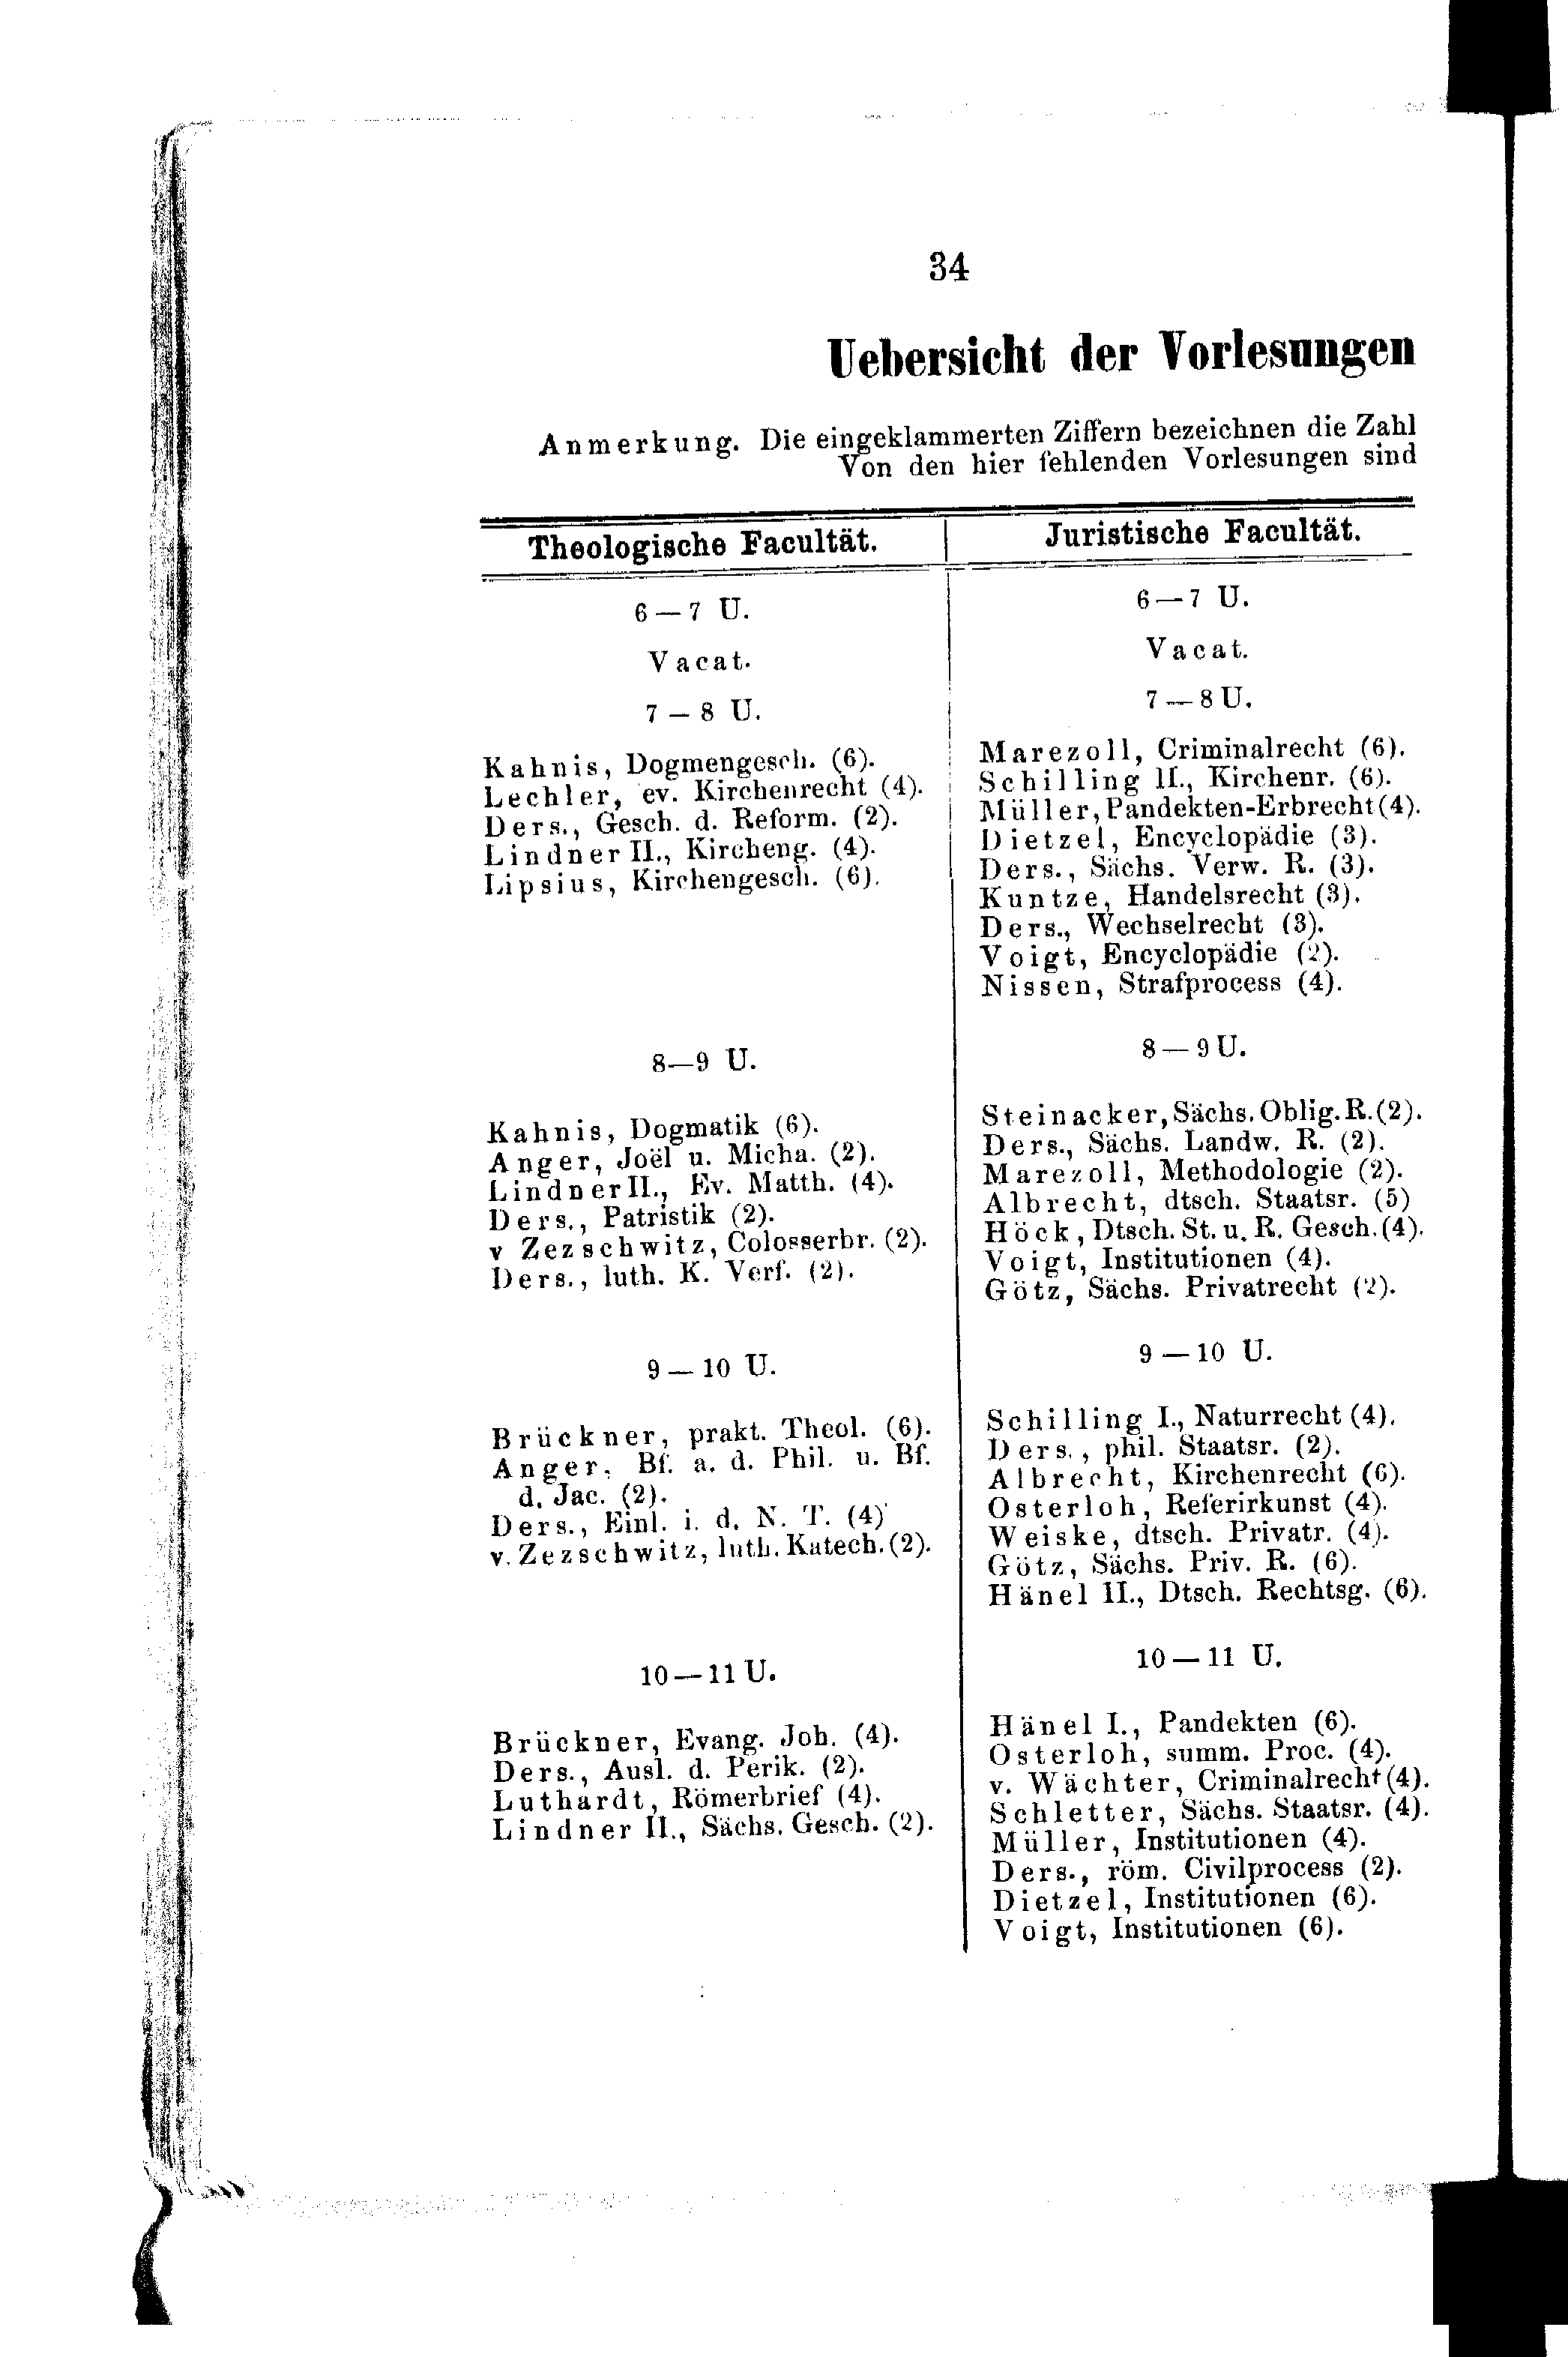 34
Uebersicht der Vorlesungen
Anmerkung. Die eingeklammerten Ziffern bezeichnen die Zahl
Von den hier fehlenden Vorlesungen sind
Theologische Facultät.
6 — 7 U.
Vacat.
7 — 8 U.
Kahnis, Dogmengesch. (6).
Lechler, ev. Kirchenrecht (4).
Ders., Gesch. d. Reform. (2).
Lindner II., Kircheng. (4).
Lipsius, Kirchengesch. (6).
8—9 U.
Kahnis, Dogmatik (6).
Anger, Joël u. Micha. (2).
Lindner II., Ev. Matth. (4).
Ders., Patristik (2).
v Zezschwitz, Colosserbr. (2).
Ders., luth. K. Verf. (2).
9 — 10 U.
Brückner, prakt. Theol. (6).
Anger, Bf. a. d. Phil. u. Bf.
d. Jac. (2).
Ders., Einl. i. d. N. T. (4)
v. Zezschwitz, luth. Katech. (2).
10 — 11 U.
Brückner, Evang. Joh. (4).
Ders., Ausl. d. Perik. (2).
Luthardt, Römerbrief (4).
Lindner II., Sächs. Gesch. (2).
Juristische Facultät.
6 — 7 U.
Vacat.
7 — 8 U.
Marezoll, Criminalrecht (6).
Schilling II., Kirchenr. (6).
Müller, Pandekten-Erbrecht (4).
Dietzel, Encyclopädie (3).
Ders., Sächs. Verw. R. (3).
Kuntze, Handelsrecht (3).
Ders., Wechselrecht (3).
Voigt, Encyclopädie (2).
Nissen, Strafprocess (4).
8 — 9 U.
Steinacker, Sächs. Oblig. R. (2).
Ders., Sächs. Landw. R. (2).
Marezoll, Methodologie (2).
Albrecht, dtsch. Staatsr. (5)
Höck, Dtsch. St. u. R. Gesch. (4).
Voigt, Institutionen (4).
Götz, Sächs. Privatrecht (2).
9 — 10 U.
Schilling I., Naturrecht (4).
Ders., phil. Staatsr. (2).
Albrecht, Kirchenrecht (6).
Osterloh, Referirkunst (4).
Weiske, dtsch. Privatr. (4).
Götz, Sächs. Priv. R. (6).
Hänel II., Dtsch. Rechtsg. (6).
10 — 11 U.
Hänel I., Pandekten (6).
Osterloh, summ. Proc. (4).
v. Wächter, Criminalrecht (4).
Schletter, Sächs. Staatsr. (4).
Müller, Institutionen (4).
Ders., röm. Civilprocess (2).
Dietzel, Institutionen (6).
Voigt, Institutionen (6).